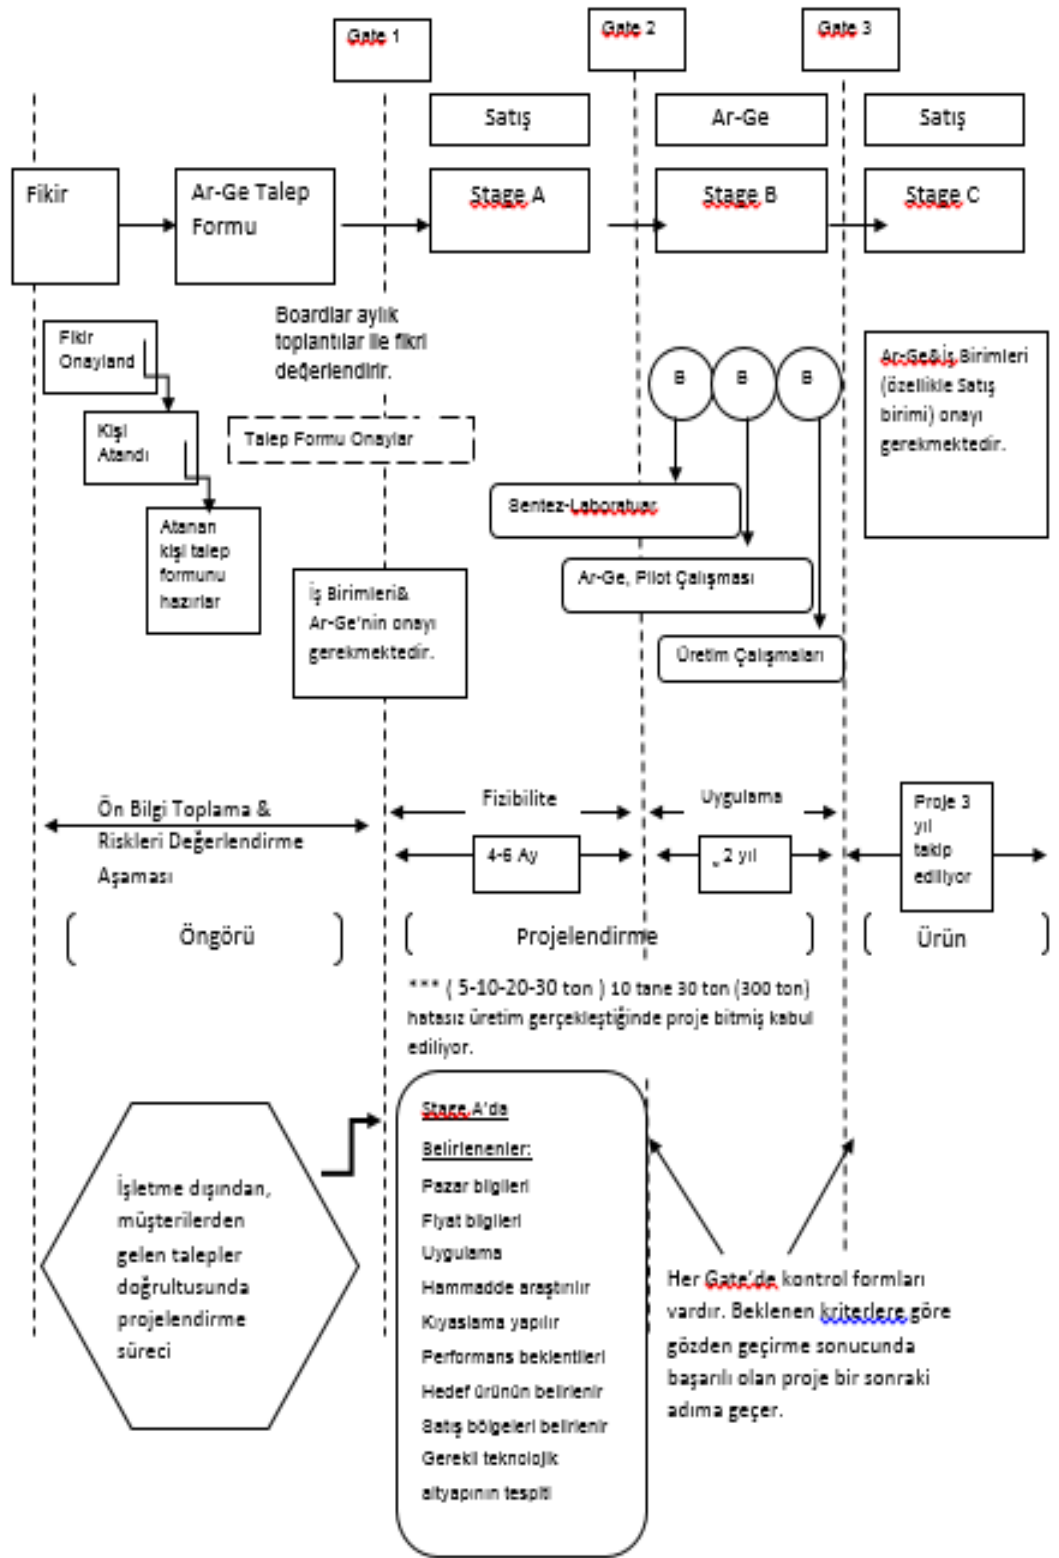 Gate 1
Gate 2
Gate 3
Satış
Ar-Ge
Satış
Fikir
Ar-Ge Talep
Formu
Stage A
Stage B
Stage C
Fikir
Onayland
Kişi
Atandı
Atanan
kişi talep
formunu
hazırlar
Boardlar aylık
toplantılar ile fikri
değerlendirir.
Talep Formu Onaylar
İş Birimleri&
Ar-Ge'nin onayı
gerekmektedir.
B
B
B
Sentez-Laboratuar
Ar-Ge, Pilot Çalışması
Üretim Çalışmaları
Ar-Ge&İş Birimleri
(özellikle Satış
birimi) onayı
gerekmektedir.
Ön Bilgi Toplama &
Riskleri Değerlendirme
Aşaması
Fizibilite
4-6 Ay
Uygulama
2 yıl
Proje 3
yıl
takip
ediliyor
Öngörü
Projelendirme
Ürün
*** ( 5-10-20-30 ton ) 10 tane 30 ton (300 ton)
hatasız üretim gerçekleştiğinde proje bitmiş kabul
ediliyor.
İşletme dışından,
müşterilerden
gelen talepler
doğrultusunda
projelendirme
süreci
Stage A'da
Belirlenenler:
Pazar bilgileri
Fiyat bilgileri
Uygulama
Hammadde araştırılır
Kıyaslama yapılır
Performans beklentileri
Hedef ürünün belirlenir
Satış bölgeleri belirlenir
Gerekli teknolojik
altyapının tespiti
Her Gate'de kontrol formları
vardır. Beklenen kriterlere göre
gözden geçirme sonucunda
başarılı olan proje bir sonraki
adıma geçer.